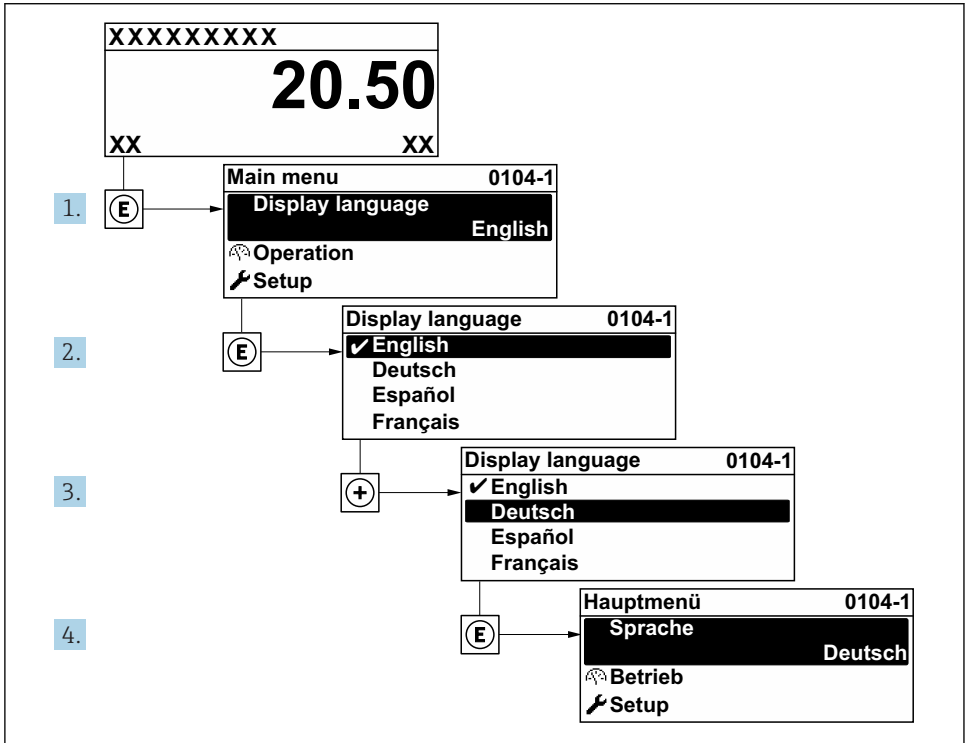 XXXXXXXXX
20.50
XX XX
1.
E
Main menu 0104-1
Display language
English
Operation
Setup
2.
E
Display language 0104-1
✔ English
Deutsch
Español
Français
3.
+
Display language 0104-1
✔ English
Deutsch
Español
Français
4.
E
Hauptmenü 0104-1
Sprache
Deutsch
Betrieb
Setup